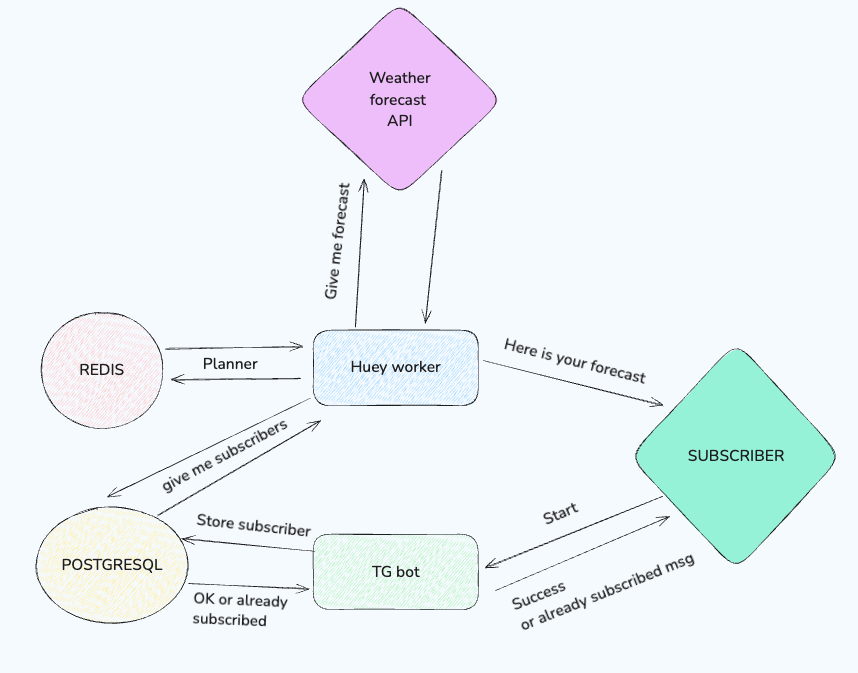 Weather
forecast
API
Give me forecast
REDIS
Planner
Huey worker
Here is your forecast
SUBSCRIBER
give me subscribers
POSTGRESQL
Store subscriber
OK or already
subscribed
TG bot
Start
Success
or already subscribed msg